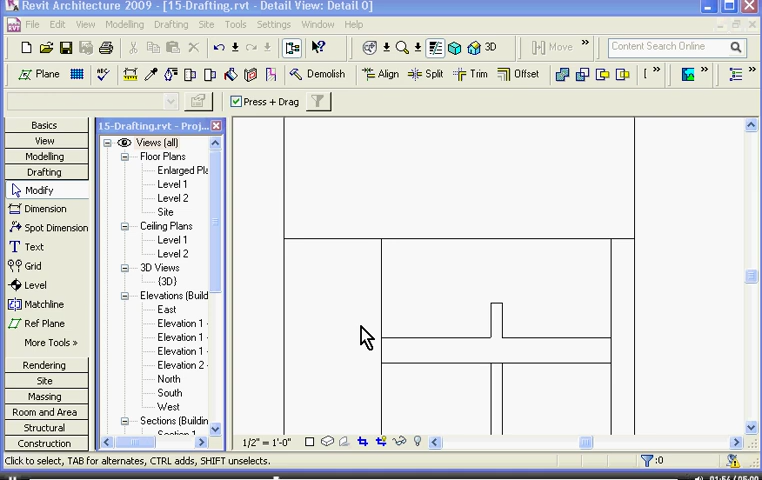 Revit Architecture 2009 - [15-Drafting.rvt - Detail View: Detail 0]
File Edit View Modelling Drafting Site Tools Settings Window Help
3D Modify » Content Search Online
Plane Demolish Align Split Trim Offset » »
Press + Drag
Basics
View
Modelling
Drafting
Modify
Dimension
Spot Dimension
Text
Grid
Level
Matchline
Ref Plane
More Tools »
Rendering
Site
Massing
Room and Area
Structural
Construction
15-Drafting.rvt - Proj...
Views (all)
Floor Plans
Enlarged Pla
Level 1
Level 2
Site
Ceiling Plans
Level 1
Level 2
3D Views
{3D}
Elevations (Build
East
Elevation 1 -
Elevation 1 -
Elevation 1 -
Elevation 2 -
North
South
West
Sections (Buildin
1/2" = 1'-0"
Click to select, TAB for alternates, CTRL adds, SHIFT unselects.
:0